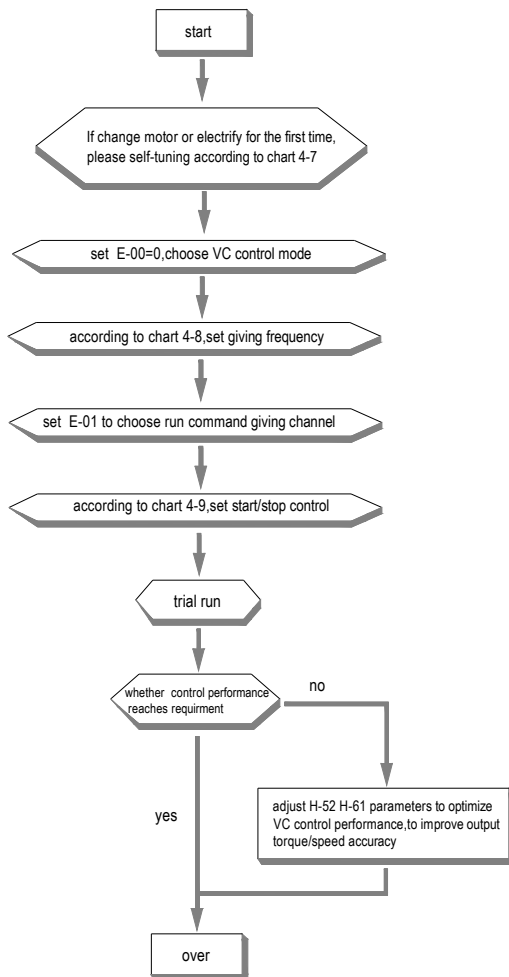 start
If change motor or electrify for the first time,
please self-tuning according to chart 4-7
set E-00=0,choose VC control mode
according to chart 4-8,set giving frequency
set E-01 to choose run command giving channel
according to chart 4-9,set start/stop control
trial run
whether control performance
reaches requirment
no
yes
adjust H-52 H-61 parameters to optimize
VC control performance,to improve output
torque/speed accuracy
over